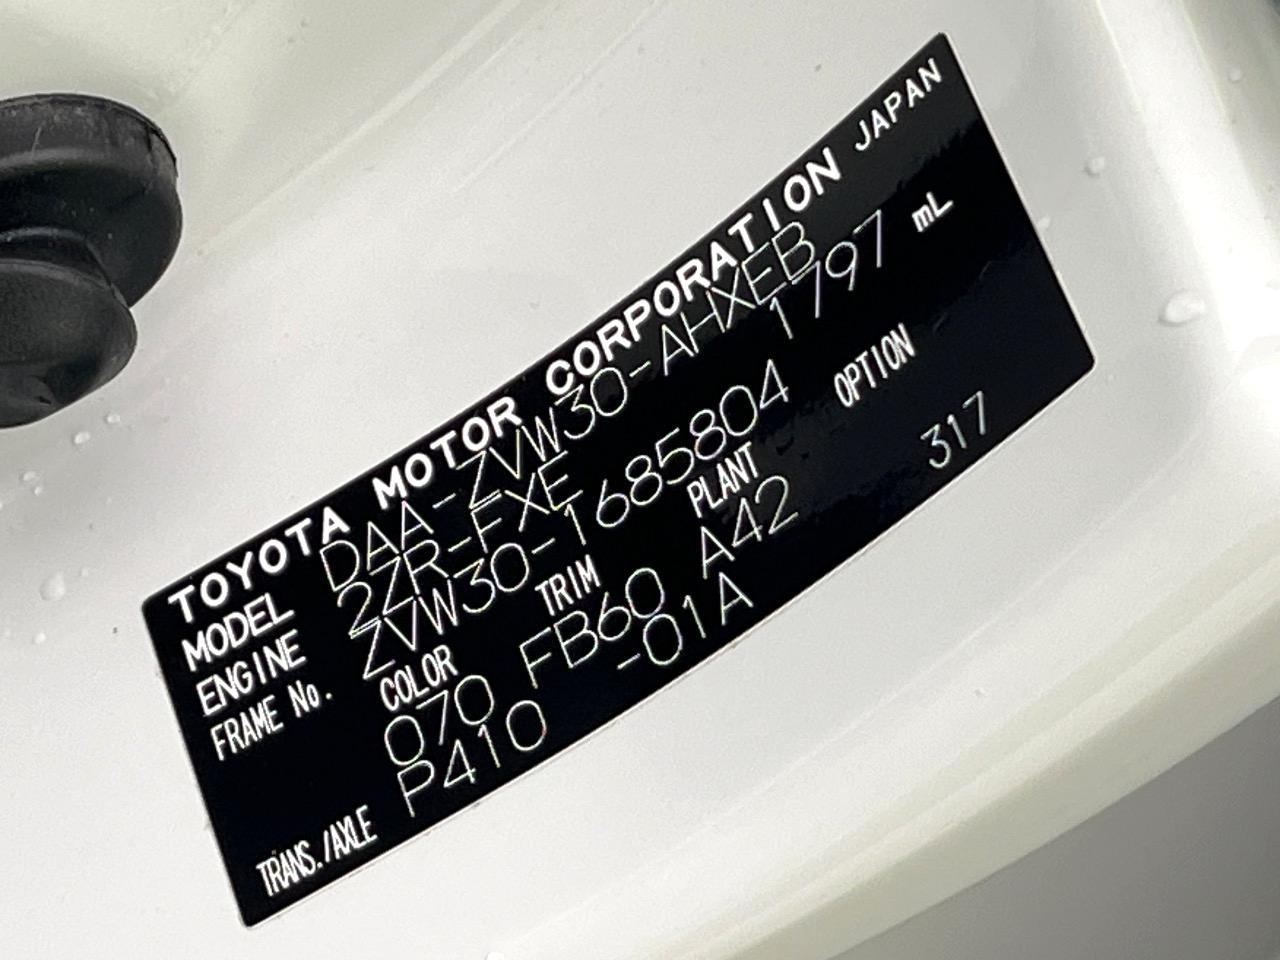 TOYOTA MOTOR CORPORATION JAPAN
MODEL DAA-ZVW30-AHXEB
ENGINE 2ZR-FXE 1797 mL
FRAME No. ZVW30-1685804
COLOR TRIM PLANT OPTION
070 FB60 A42 317
TRANS./AXLE P410 -01A